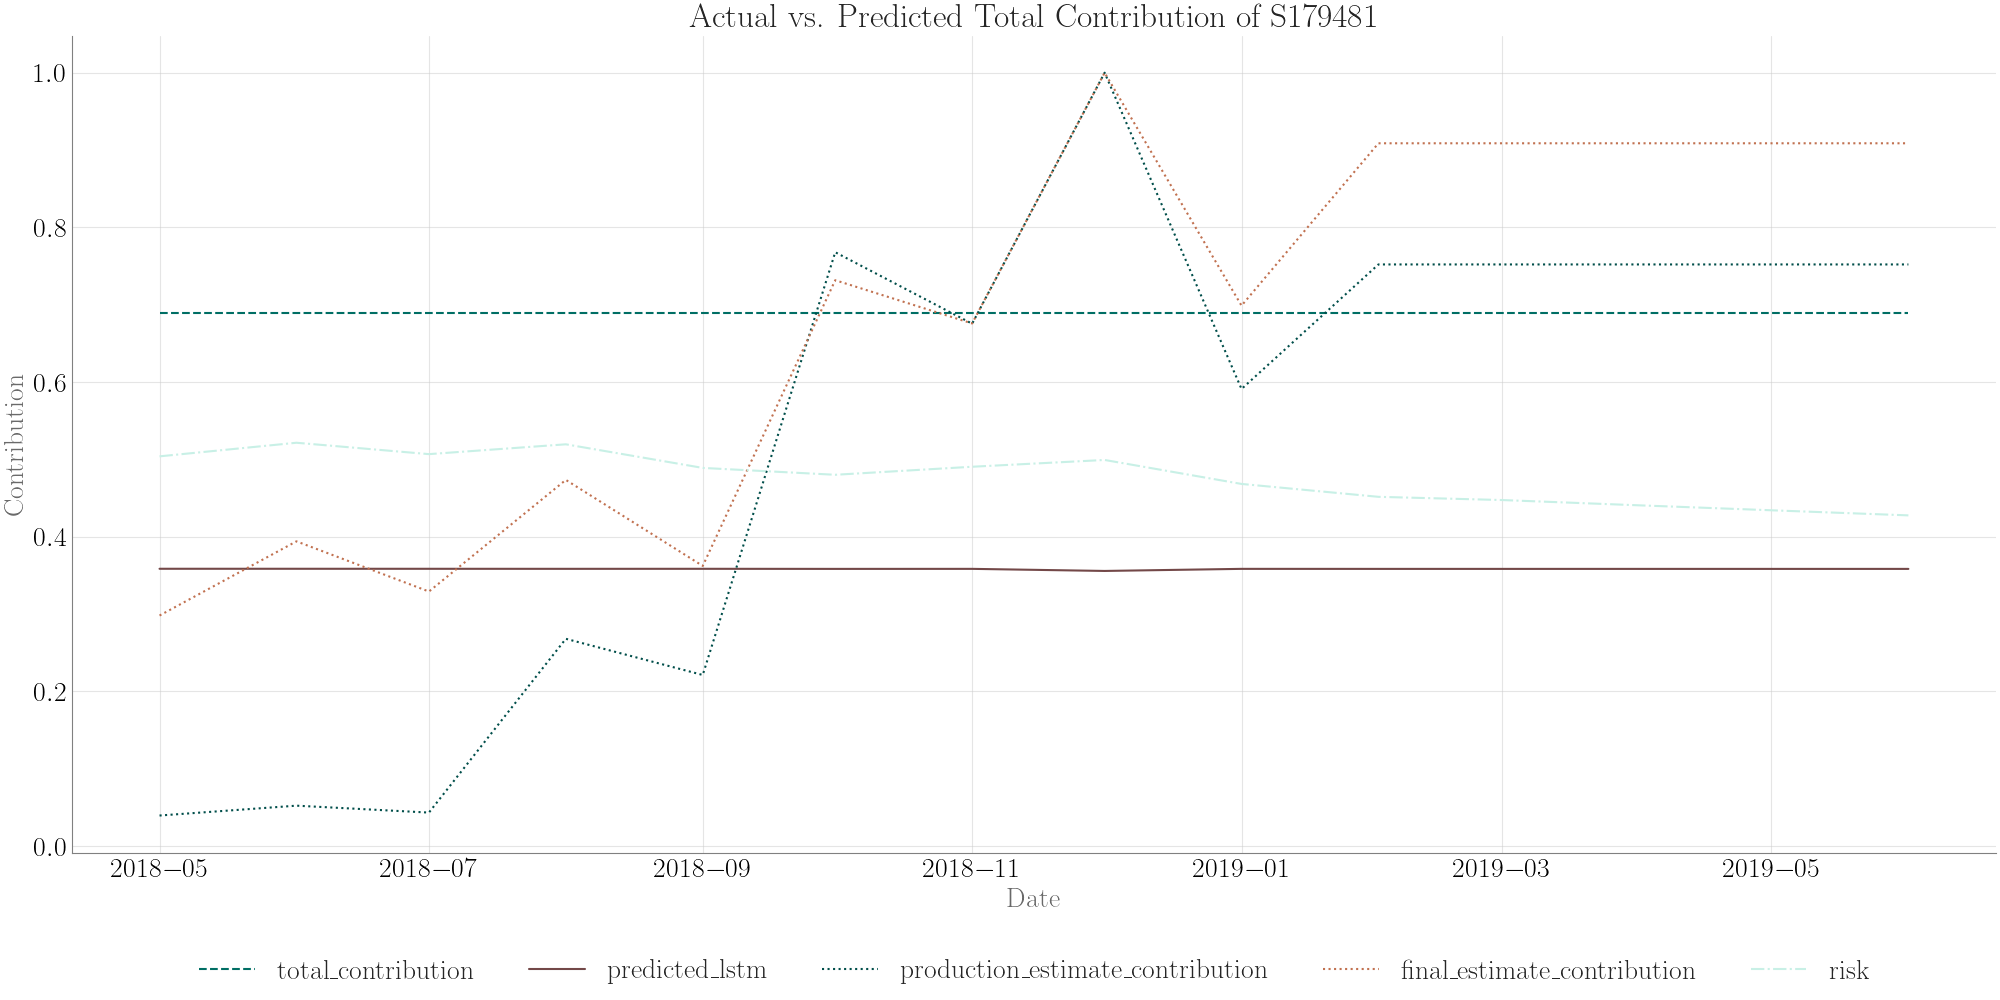 Actual vs. Predicted Total Contribution of S179481
1.0
0.8
0.6
0.4
0.2
0.0
Contribution
2018–05 2018–07 2018–09 2018–11 2019–01 2019–03 2019–05
Date
total_contribution predicted_lstm production_estimate_contribution final_estimate_contribution risk